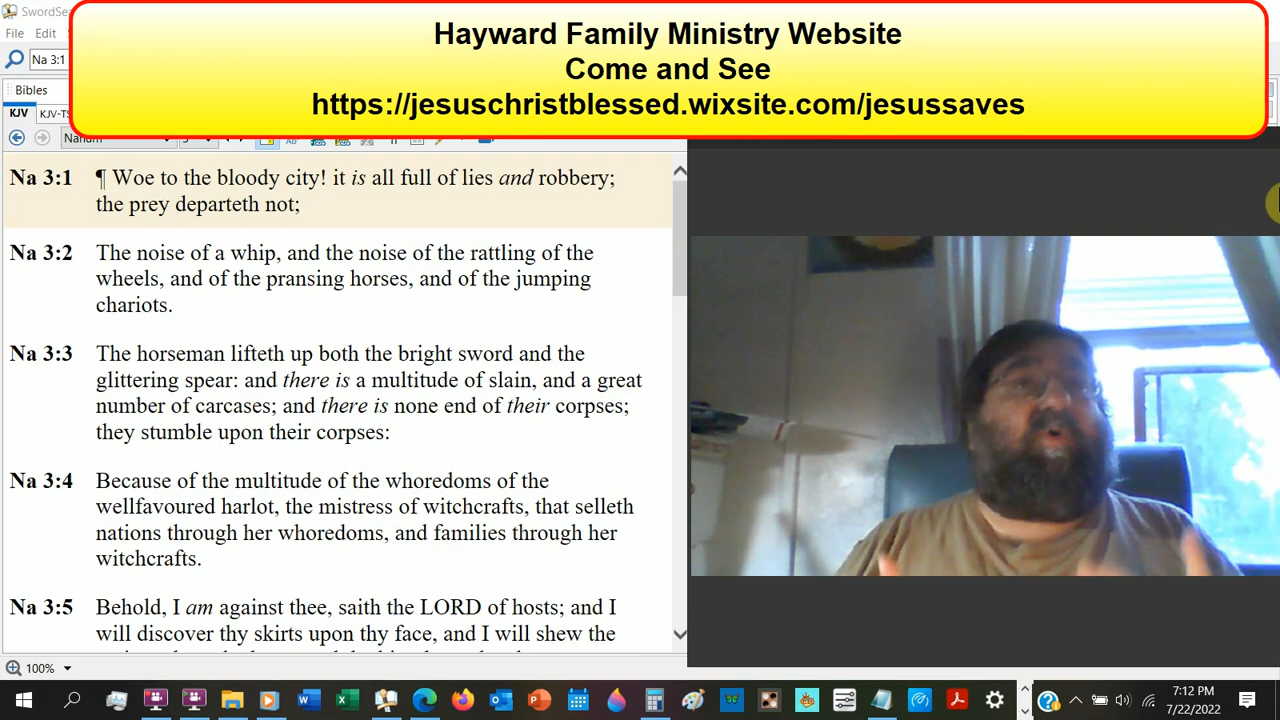 SwordSea
Hayward Family Ministry Website
Come and See
https://jesuschristblessed.wixsite.com/jesussaves
File Edit
Na 3:1
Bibles
KJV KJV-TS
Nahum
Na 3:1 ¶ Woe to the bloody city! it is all full of lies and robbery;
the prey departeth not;
Na 3:2 The noise of a whip, and the noise of the rattling of the
wheels, and of the pransing horses, and of the jumping
chariots.
Na 3:3 The horseman lifteth up both the bright sword and the
glittering spear: and there is a multitude of slain, and a great
number of carcases; and there is none end of their corpses;
they stumble upon their corpses:
Na 3:4 Because of the multitude of the whoredoms of the
wellfavoured harlot, the mistress of witchcrafts, that selleth
nations through her whoredoms, and families through her
witchcrafts.
Na 3:5 Behold, I am against thee, saith the LORD of hosts; and I
will discover thy skirts upon thy face, and I will shew the
100%
7:12 PM
7/22/2022